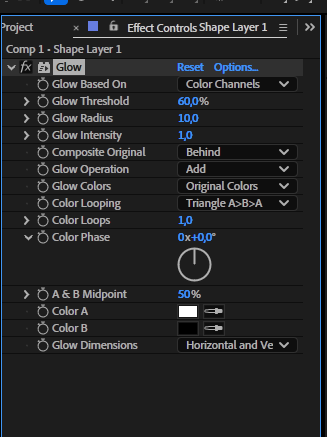 Project
Effect Controls Shape Layer 1
Comp 1 • Shape Layer 1
fx Glow Reset Options...
Glow Based On Color Channels
Glow Threshold 60,0%
Glow Radius 10,0
Glow Intensity 1,0
Composite Original Behind
Glow Operation Add
Glow Colors Original Colors
Color Looping Triangle A>B>A
Color Loops 1,0
Color Phase 0x+0,0°
A & B Midpoint 50%
Color A
Color B
Glow Dimensions Horizontal and Ve